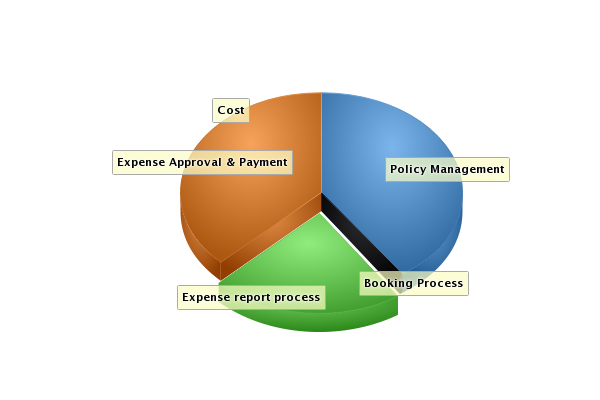 Cost
Expense Approval & Payment
Policy Management
Booking Process
Expense report process